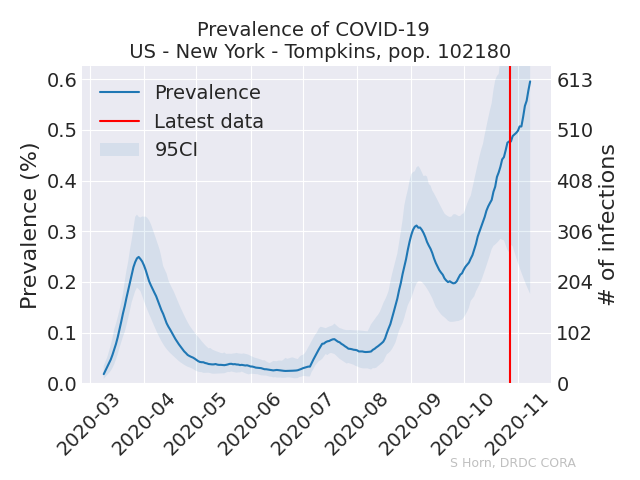 Prevalence of COVID-19
US - New York - Tompkins, pop. 102180
Prevalence (%)
0.6
0.5
0.4
0.3
0.2
0.1
0.0
Prevalence
Latest data
95CI
613
510
408
306
204
102
0
# of infections
2020-03
2020-04
2020-05
2020-06
2020-07
2020-08
2020-09
2020-10
2020-11
S Horn, DRDC CORA